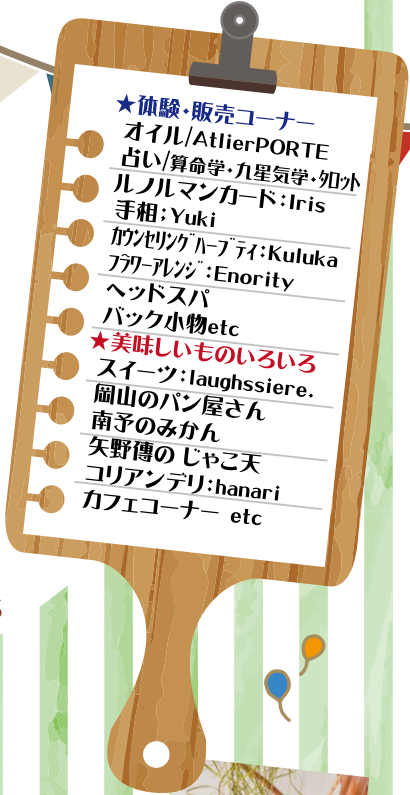 ★体験・販売コーナー
オイル/AtlierPORTE
占い/算命学・九星気学・タロット
ルノルマンカード：Iris
手相；Yuki
カウンセリングハーブティ：Kuluka
フラワーアレンジ：Enority
ヘッドスパ
バック小物etc
★美味しいものいろいろ
スイーツ：laughssiere.
岡山のパン屋さん
南予のみかん
矢野傳の じゃこ天
コリアンデリ：hanari
カフェコーナー etc